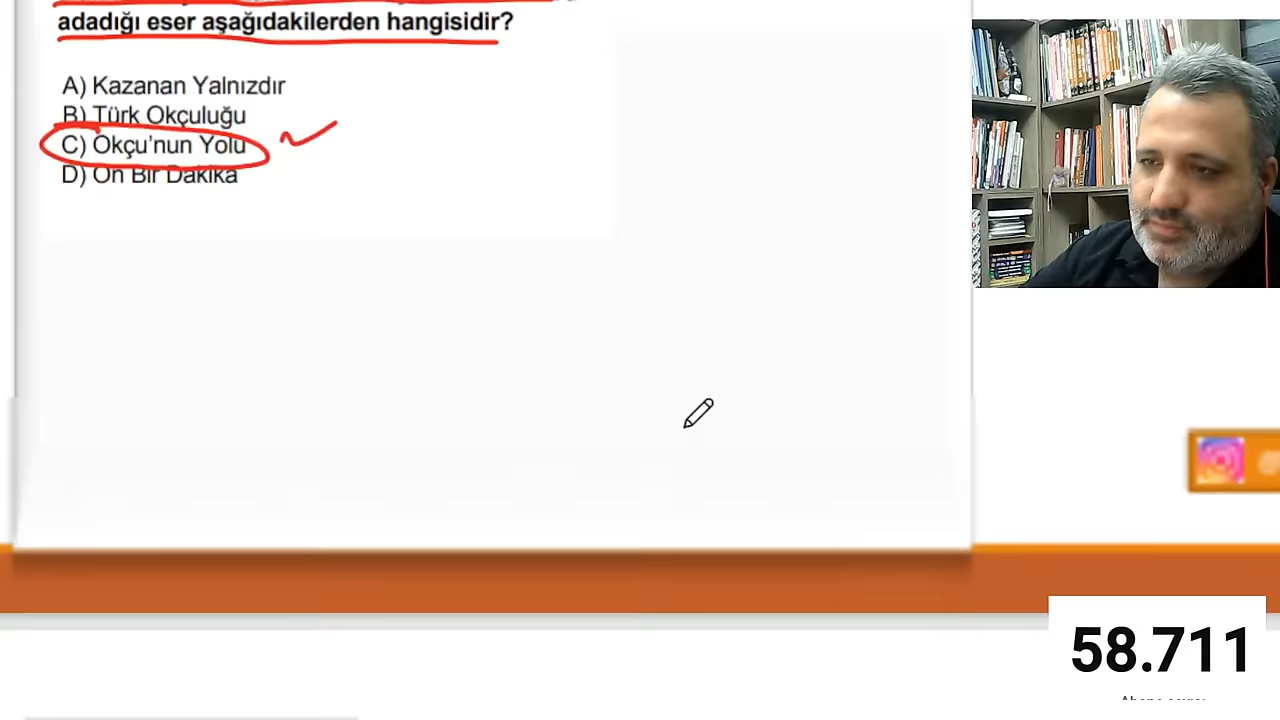 adadığı eser aşağıdakilerden hangisidir?
A) Kazanan Yalnızdır
B) Türk Okçuluğu
C) Okçu'nun Yolu
D) On Bir Dakika
58.711